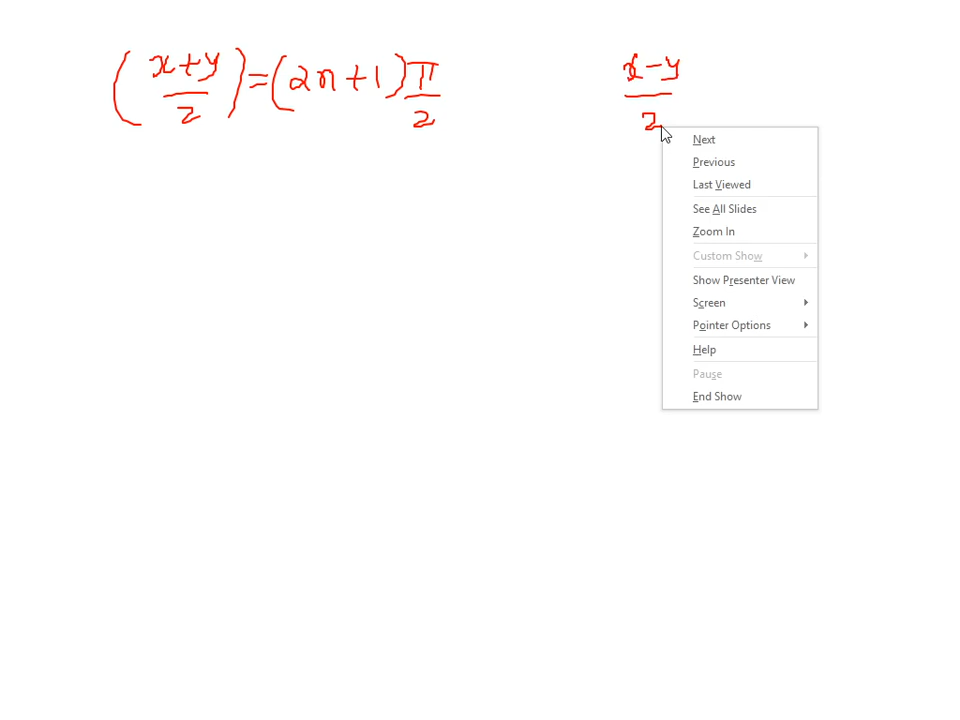 (x+y/2) = (2n+1) π/2
x-y/2
Next
Previous
Last Viewed
See All Slides
Zoom In
Custom Show
Show Presenter View
Screen
Pointer Options
Help
Pause
End Show